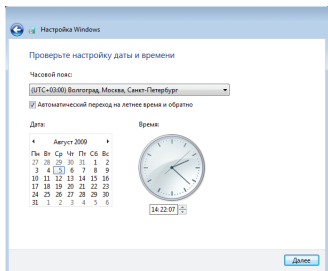 Настройка Windows
Проверьте настройку даты и времени
Часовой пояс:
(UTC+03:00) Волгоград, Москва, Санкт-Петербург
Автоматический переход на летнее время и обратно
Дата:
Время:
Август 2009
Пн Вт Ср Чт Пт Сб Вс
27 28 29 30 31 1 2
3 4 5 6 7 8 9
10 11 12 13 14 15 16
17 18 19 20 21 22 23
24 25 26 27 28 29 30
31 1 2 3 4 5 6
14:22:07
Далее